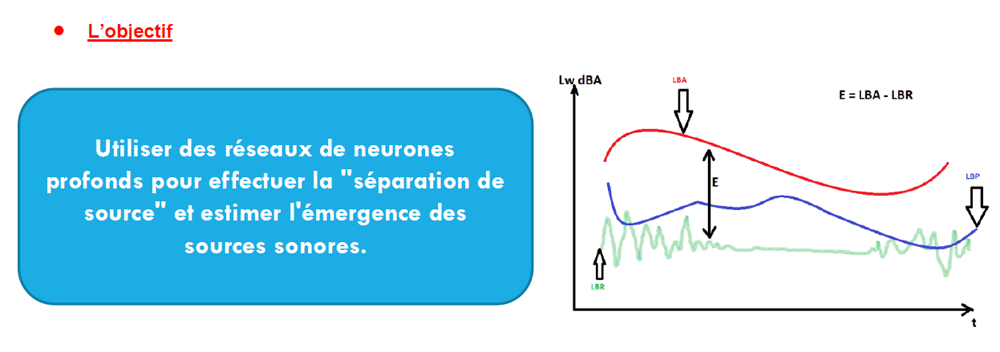 L'objectif
Utiliser des réseaux de neurones
profonds pour effectuer la "séparation de
source" et estimer l'émergence des
sources sonores.
Lw dBA
LBA
E = LBA - LBR
E
LBP
LBR
t